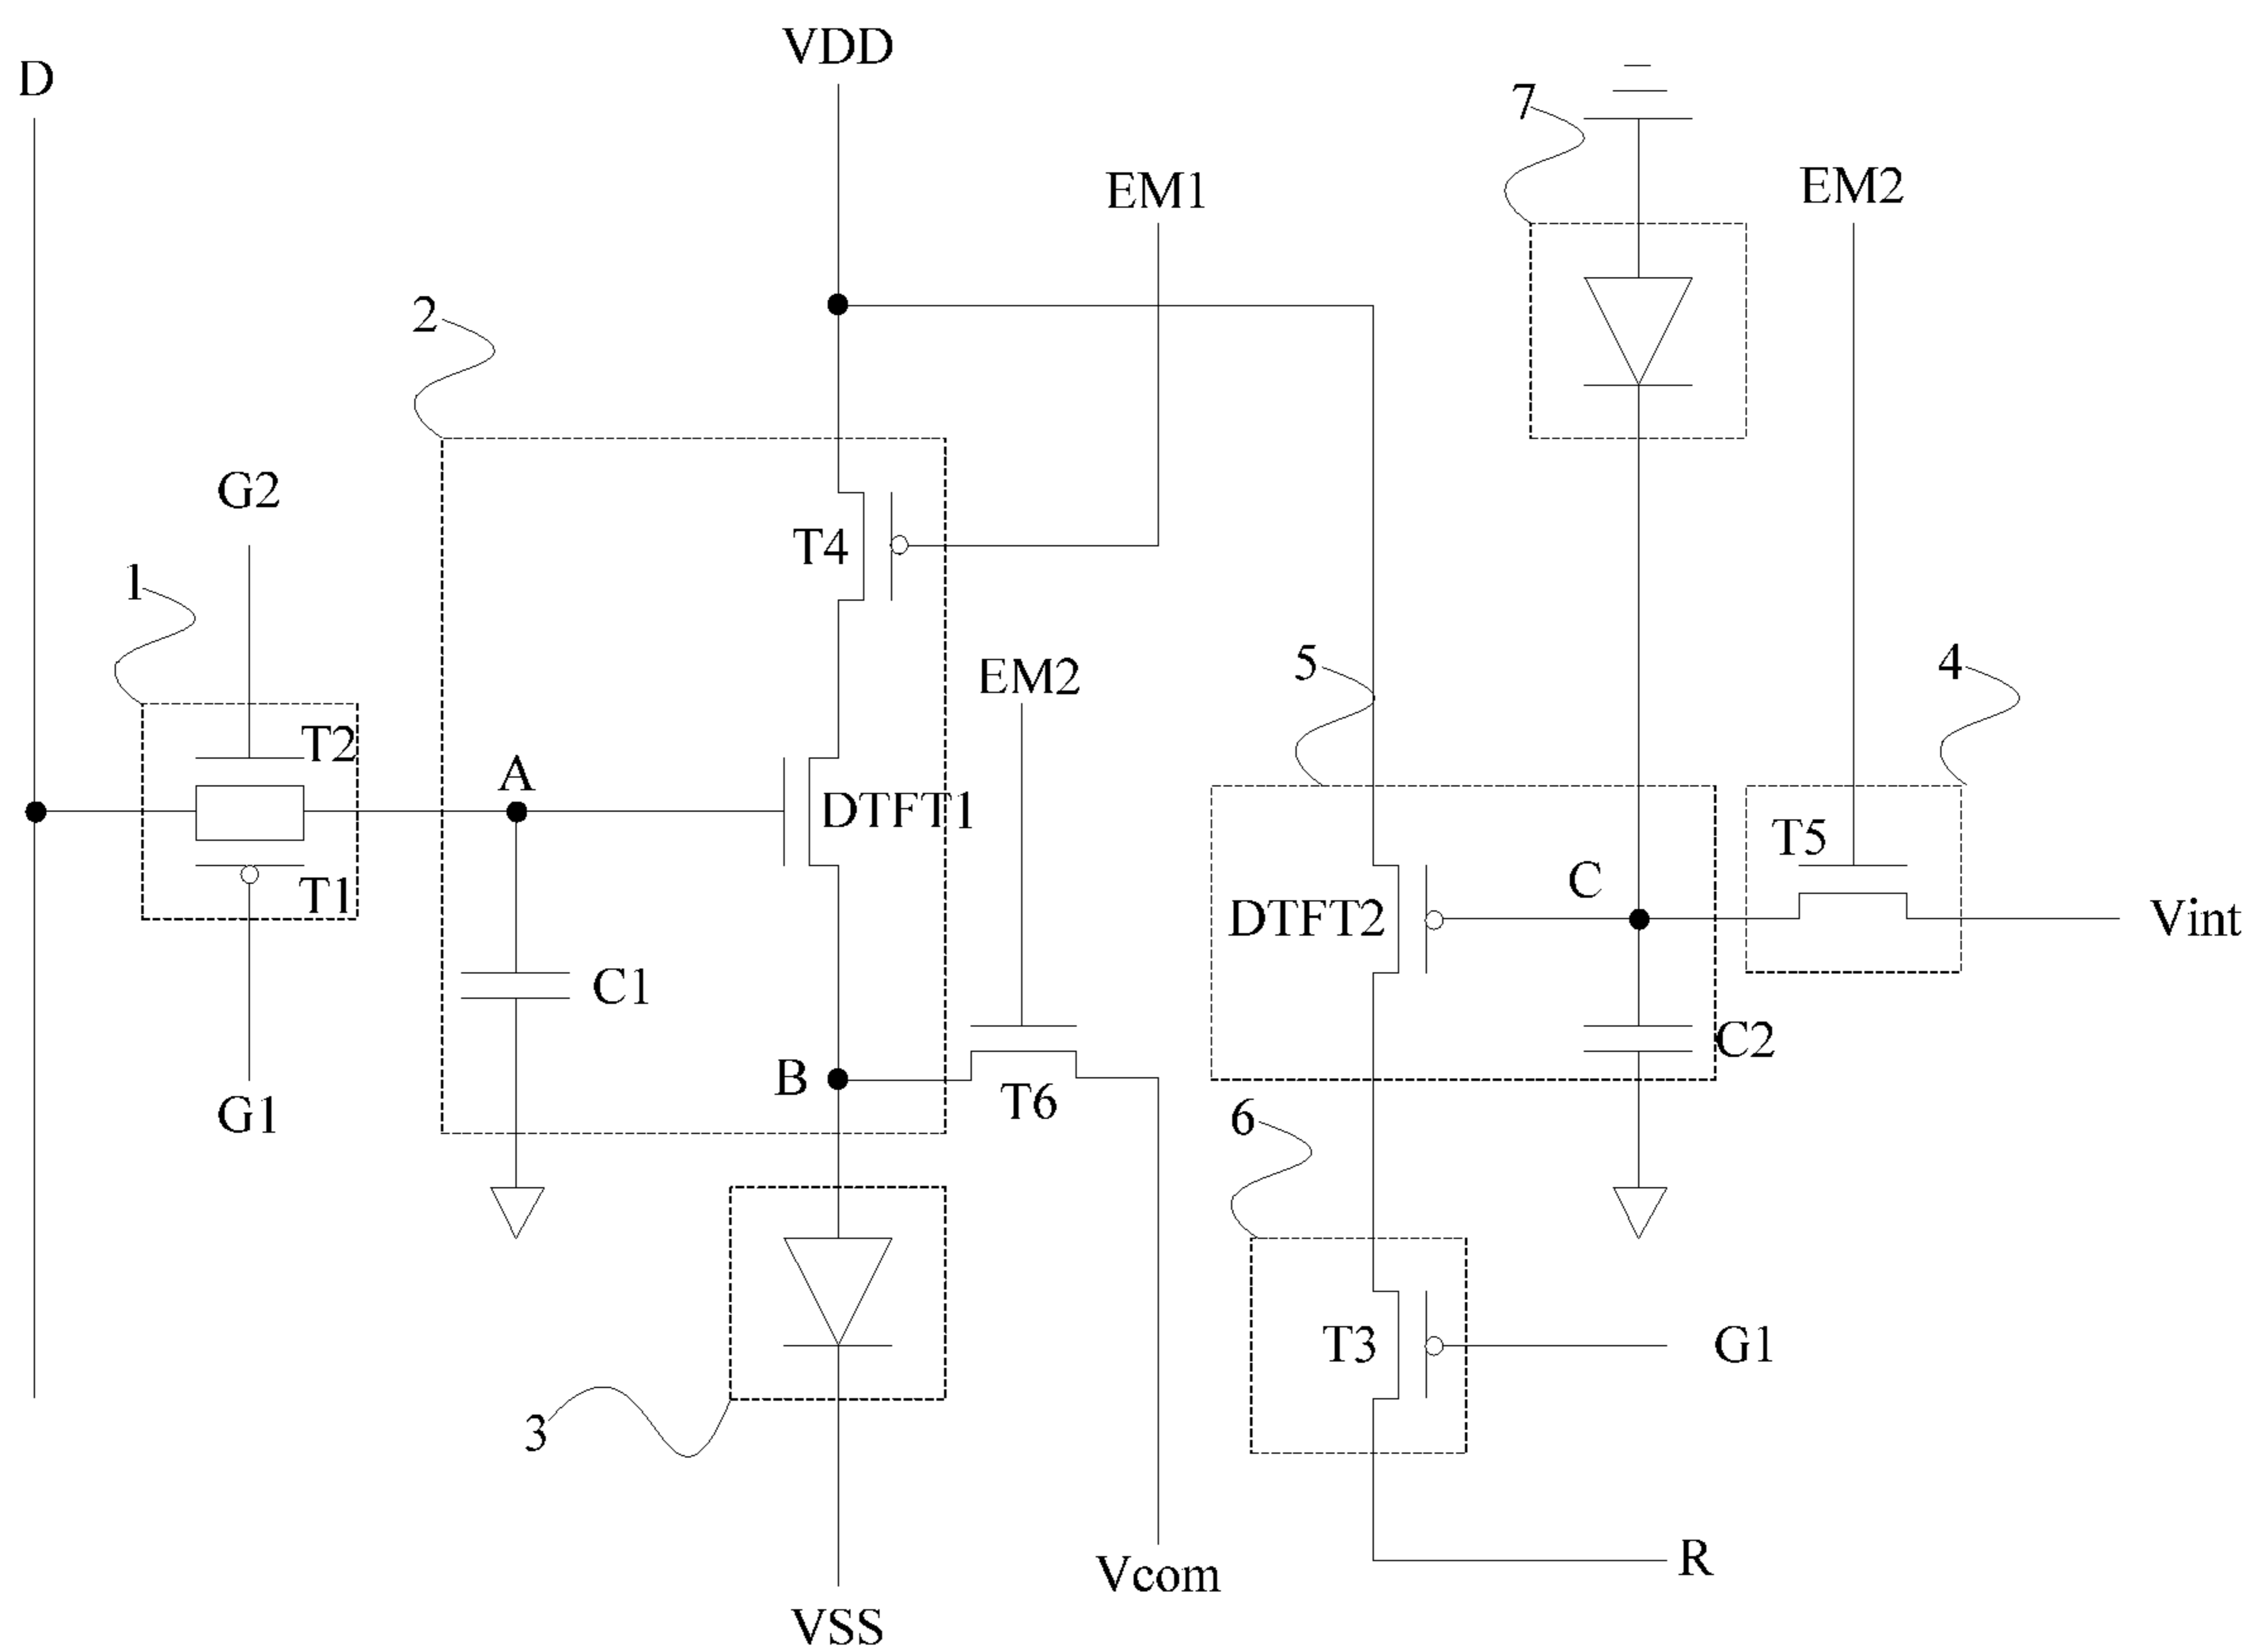 VDD
D
7
EM1
EM2
2
G2
T4
1
5
4
EM2
T2
A
DTFT1
T5
C
T1
DTFT2
Vint
C1
C2
B
T6
G1
6
T3
G1
3
R
Vcom
VSS